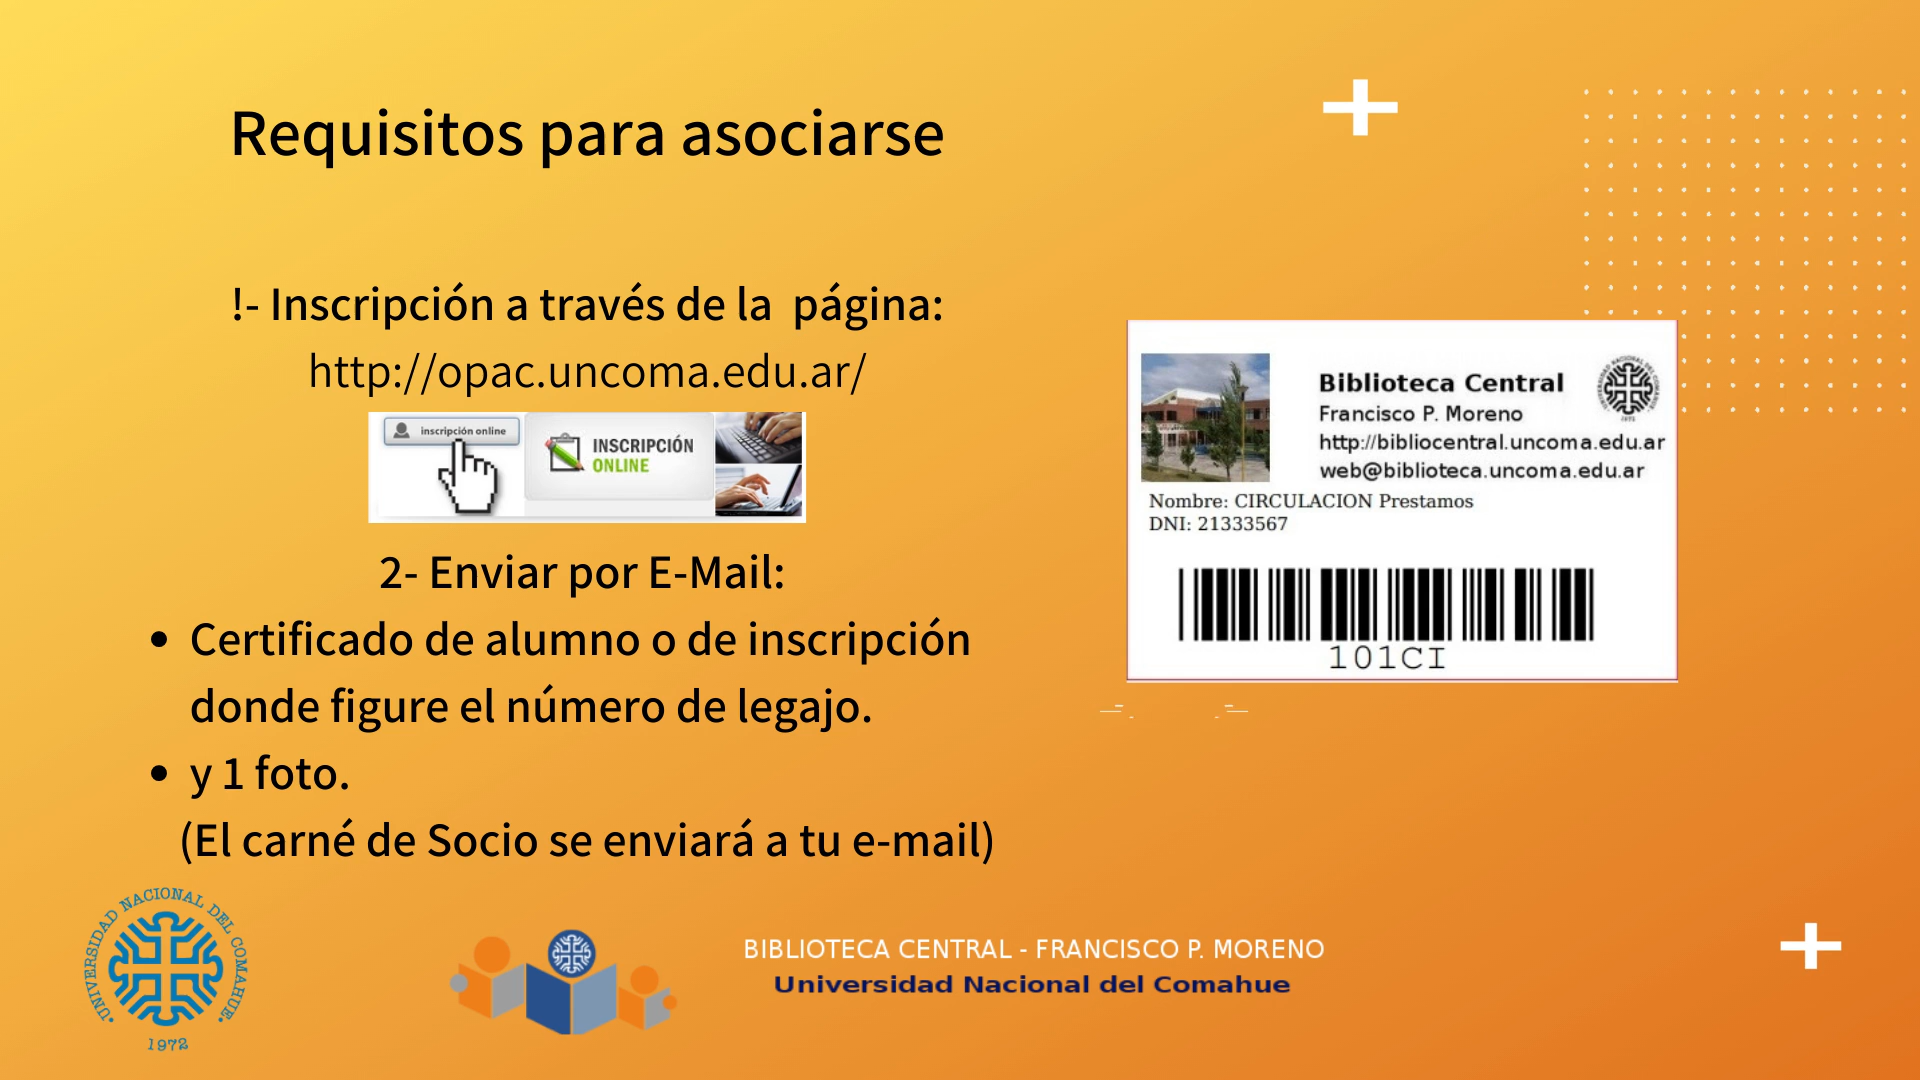 Requisitos para asociarse
!- Inscripción a través de la página:
http://opac.uncoma.edu.ar/
inscripción online
INSCRIPCIÓN
ONLINE
2- Enviar por E-Mail:
• Certificado de alumno o de inscripción
donde figure el número de legajo.
• y 1 foto.
(El carné de Socio se enviará a tu e-mail)
Biblioteca Central
Francisco P. Moreno
http://bibliocentral.uncoma.edu.ar
web@biblioteca.uncoma.edu.ar
Nombre: CIRCULACION Prestamos
DNI: 21333567
101CI
·UNIVERSIDAD NACIONAL DEL COMAHUE·
1972
BIBLIOTECA CENTRAL - FRANCISCO P. MORENO
Universidad Nacional del Comahue